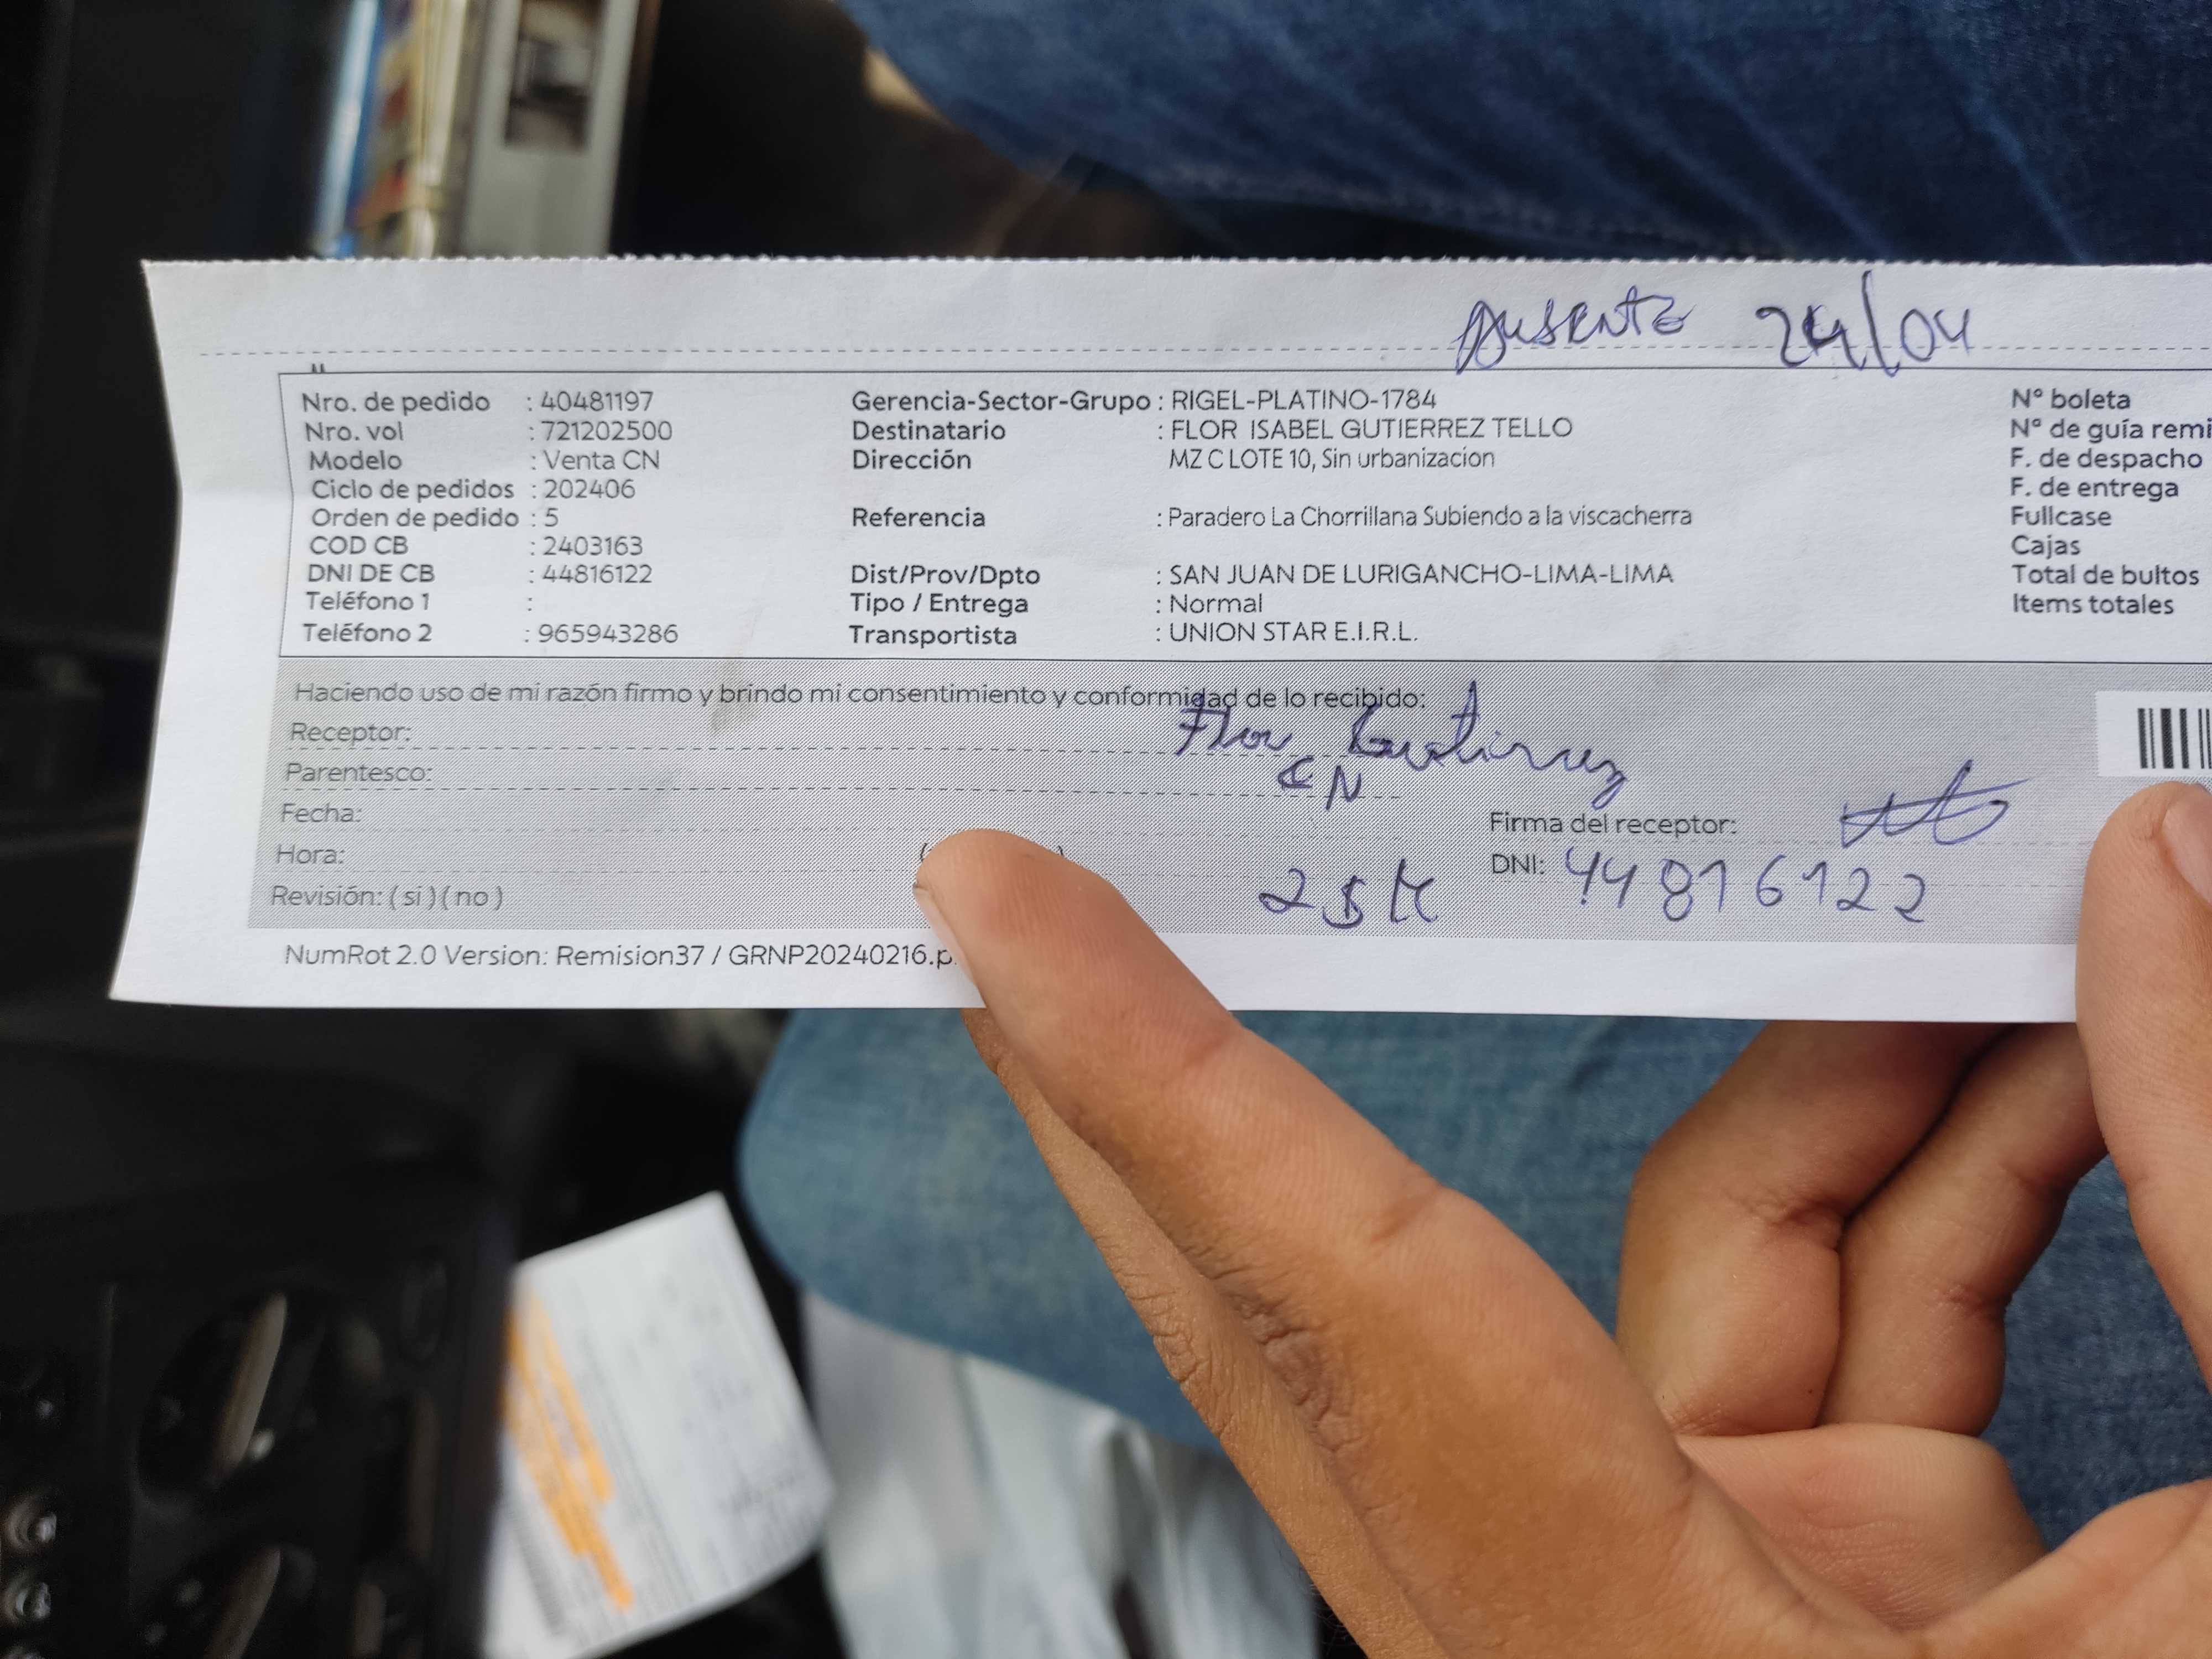 Ausente 24/04
Nro. de pedido : 40481197
Nro. vol : 721202500
Modelo : Venta CN
Ciclo de pedidos : 202406
Orden de pedido : 5
COD CB : 2403163
DNI DE CB : 44816122
Teléfono 1 :
Teléfono 2 : 965943286
Gerencia-Sector-Grupo : RIGEL-PLATINO-1784
Destinatario : FLOR ISABEL GUTIERREZ TELLO
Dirección MZ C LOTE 10, Sin urbanizacion
Referencia : Paradero La Chorrillana Subiendo a la viscacherra
Dist/Prov/Dpto : SAN JUAN DE LURIGANCHO-LIMA-LIMA
Tipo / Entrega : Normal
Transportista : UNION STAR E.I.R.L.
N° boleta
N° de guía remi
F. de despacho
F. de entrega
Fullcase
Cajas
Total de bultos
Items totales
Haciendo uso de mi razón firmo y brindo mi consentimiento y conformidad de lo recibido:
Receptor: Flor Gutierrez
Parentesco: CN
Fecha:
Hora:
Revisión: ( si ) ( no )
Firma del receptor:
DNI: 44816122
NumRot 2.0 Version: Remision37 / GRNP20240216.p